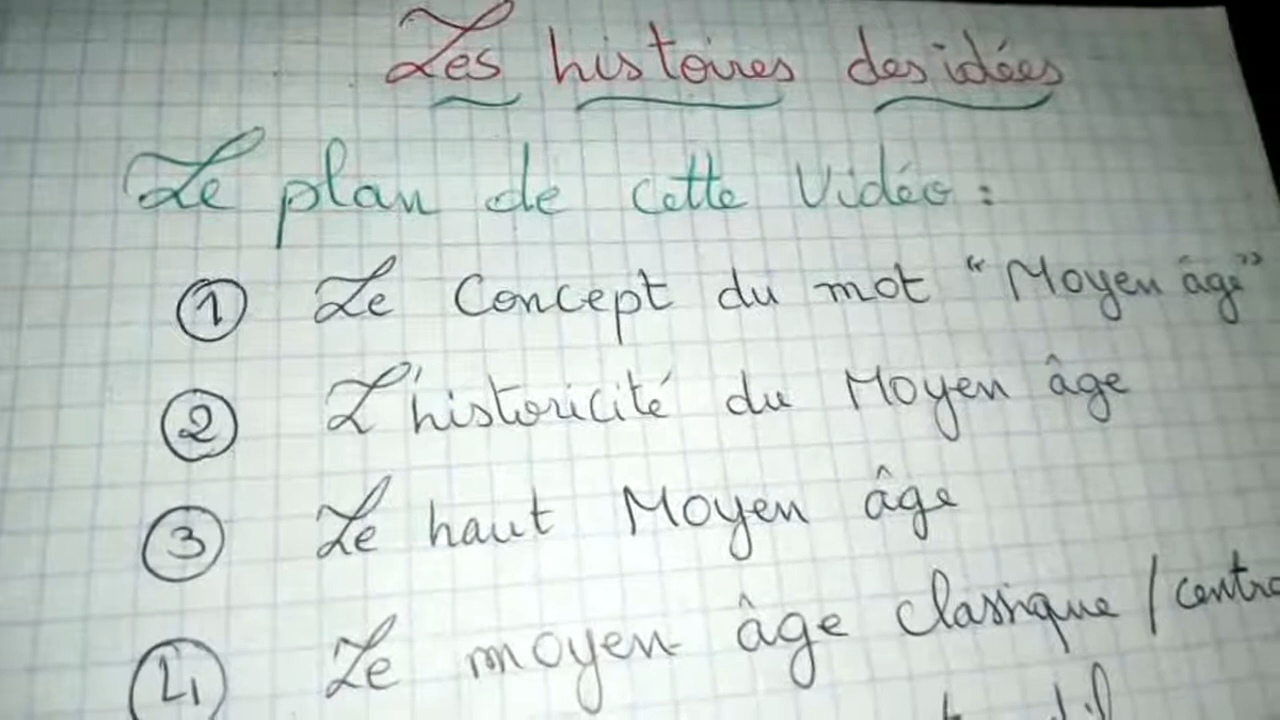 Les histoires des idées
Le plan de cette Vidéo :
① Le Concept du mot "Moyen âge"
② L'historicité du Moyen âge
③ Le haut Moyen âge
④ Le moyen âge classique /